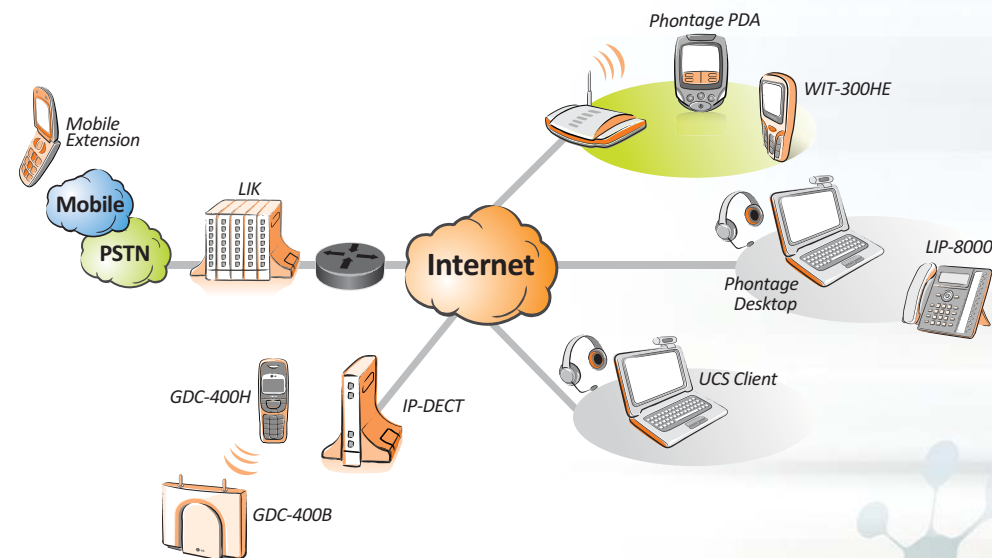 Phontage PDA
WIT-300HE
Mobile
Extension
LIK
Mobile
PSTN
Internet
LIP-8000
Phontage
Desktop
UCS Client
GDC-400H
IP-DECT
GDC-400B